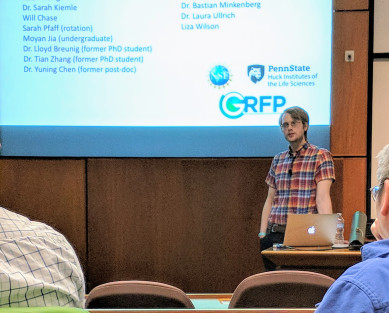 Dr. Sarah Kiemle
Will Chase
Sarah Pfaff (rotation)
Moyan Jia (undergraduate)
Dr. Lloyd Breunig (former PhD student)
Dr. Tian Zhang (former PhD student)
Dr. Yuning Chen (former post-doc)
Dr. Bastian Minkenberg
Dr. Laura Ullrich
Liza Wilson
NSF
PennState
Huck Institutes of
the Life Sciences
GRFP